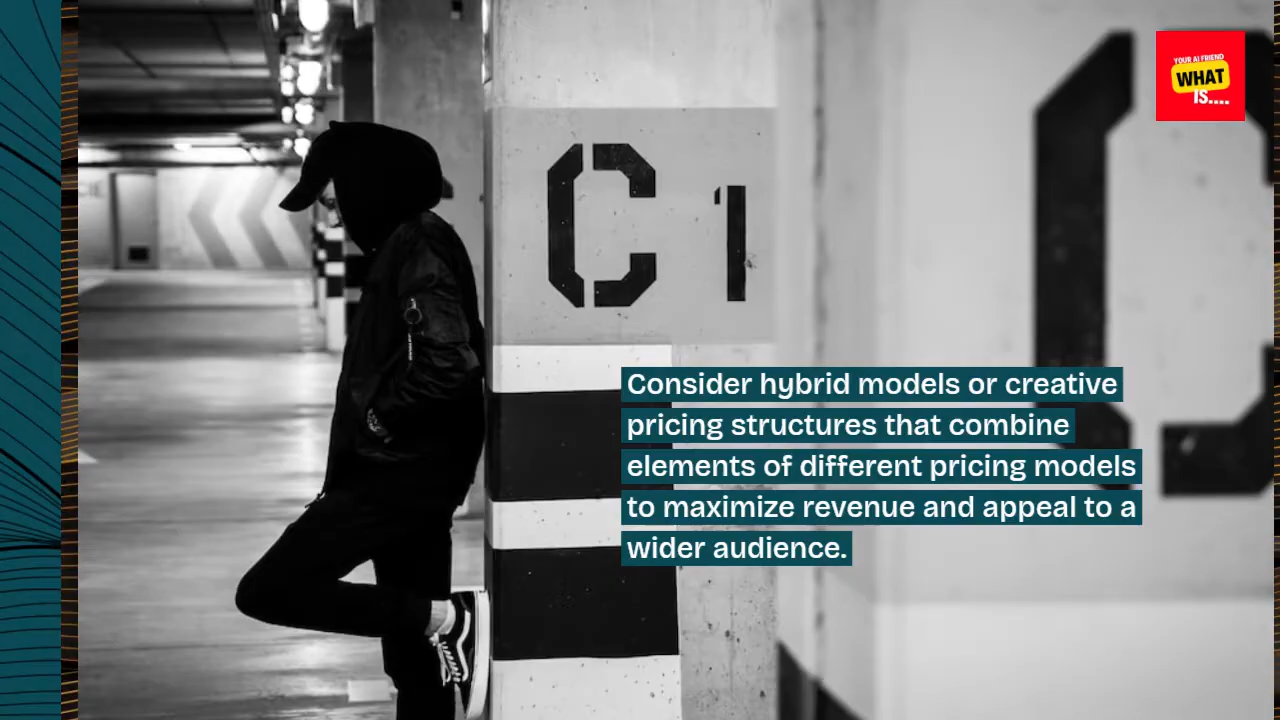 YOUR AI FRIEND
WHAT
IS....
C1
Consider hybrid models or creative
pricing structures that combine
elements of different pricing models
to maximize revenue and appeal to a
wider audience.